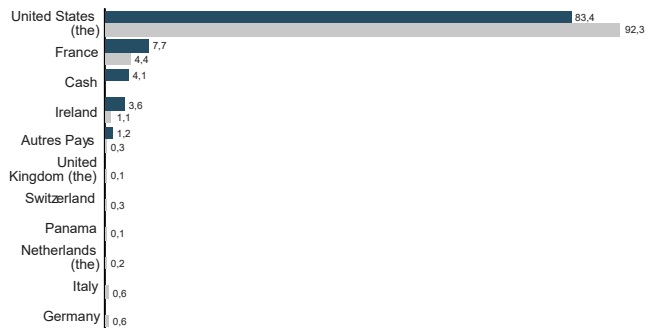 United States
(the)
83,4
92,3
France
7,7
4,4
Cash
4,1
Ireland
3,6
1,1
Autres Pays
1,2
0,3
United
Kingdom (the)
0,1
Switzerland
0,3
Panama
0,1
Netherlands
(the)
0,2
Italy
0,6
Germany
0,6